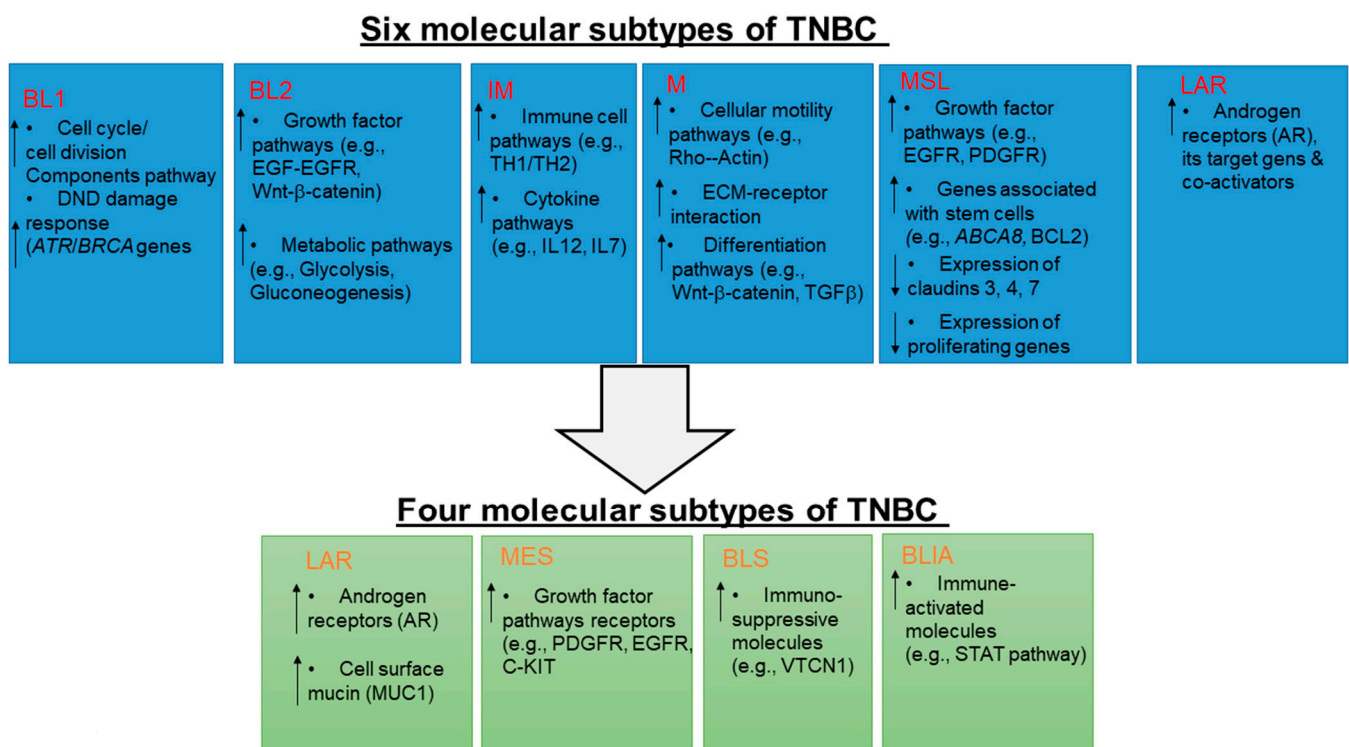 Six molecular subtypes of TNBC
BL1
• Cell cycle/
cell division
Components pathway
• DND damage
response
(ATR/BRCA genes
BL2
• Growth factor
pathways (e.g.,
EGF-EGFR,
Wnt-β-catenin)
• Metabolic pathways
(e.g., Glycolysis,
Gluconeogenesis)
IM
• Immune cell
pathways (e.g.,
TH1/TH2)
• Cytokine
pathways
(e.g., IL12, IL7)
M
• Cellular motility
pathways (e.g.,
Rho--Actin)
• ECM-receptor
interaction
• Differentiation
pathways (e.g.,
Wnt-β-catenin, TGFβ)
MSL
• Growth factor
pathways (e.g.,
EGFR, PDGFR)
• Genes associated
with stem cells
(e.g., ABCA8, BCL2)
• Expression of
claudins 3, 4, 7
• Expression of
proliferating genes
LAR
• Androgen
receptors (AR),
its target gens &
co-activators
Four molecular subtypes of TNBC
LAR
• Androgen
receptors (AR)
• Cell surface
mucin (MUC1)
MES
• Growth factor
pathways receptors
(e.g., PDGFR, EGFR,
C-KIT
BLS
• Immuno-
suppressive
molecules
(e.g., VTCN1)
BLIA
• Immune-
activated
molecules
(e.g., STAT pathway)